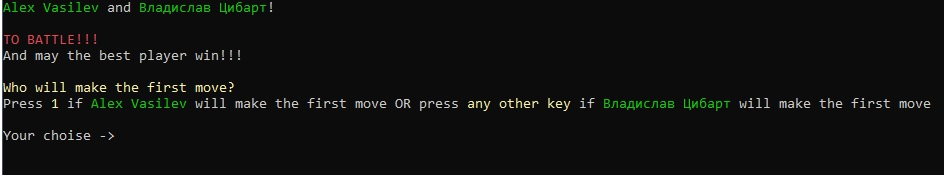 Alex Vasilev and Владислав Цибарт!
TO BATTLE!!!
And may the best player win!!!
Who will make the first move?
Press 1 if Alex Vasilev will make the first move OR press any other key if Владислав Цибарт will make the first move
Your choise ->